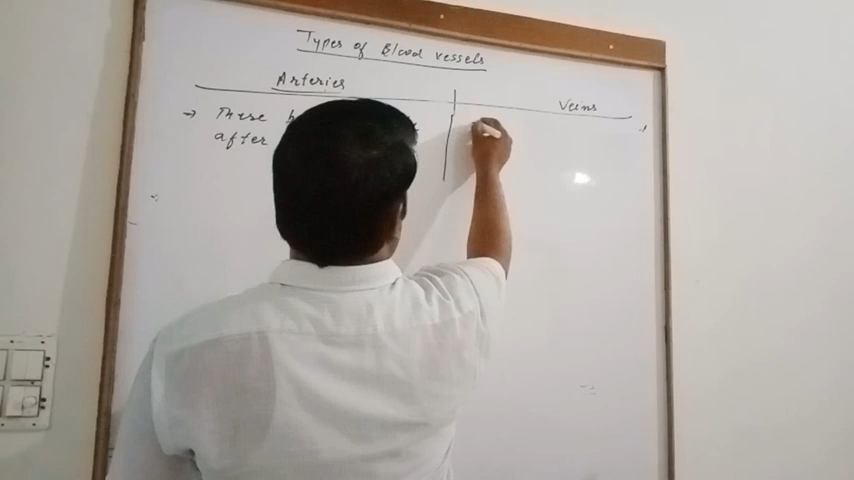 Types of Blood vessels
Arteries
Veins
→ These
after